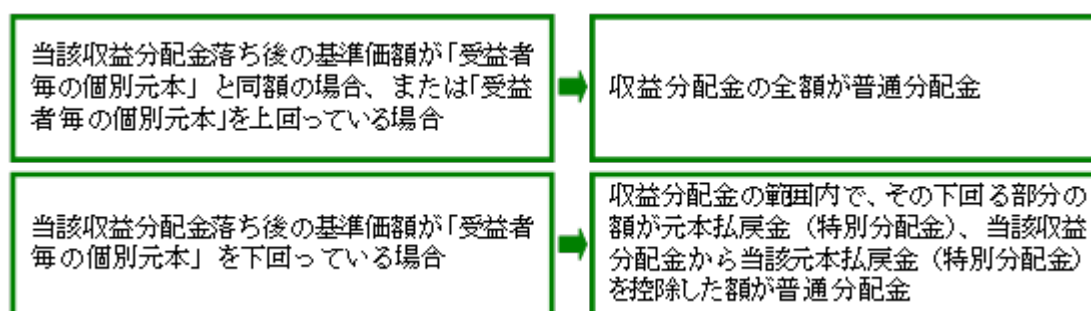 当該収益分配金落ち後の基準価額が「受益者
毎の個別元本」と同額の場合、または「受益
者毎の個別元本」を上回っている場合
収益分配金の全額が普通分配金
当該収益分配金落ち後の基準価額が「受益者
毎の個別元本」を下回っている場合
収益分配金の範囲内で、その下回る部分の
額が元本払戻金（特別分配金）、当該収益
分配金から当該元本払戻金（特別分配金）
を控除した額が普通分配金